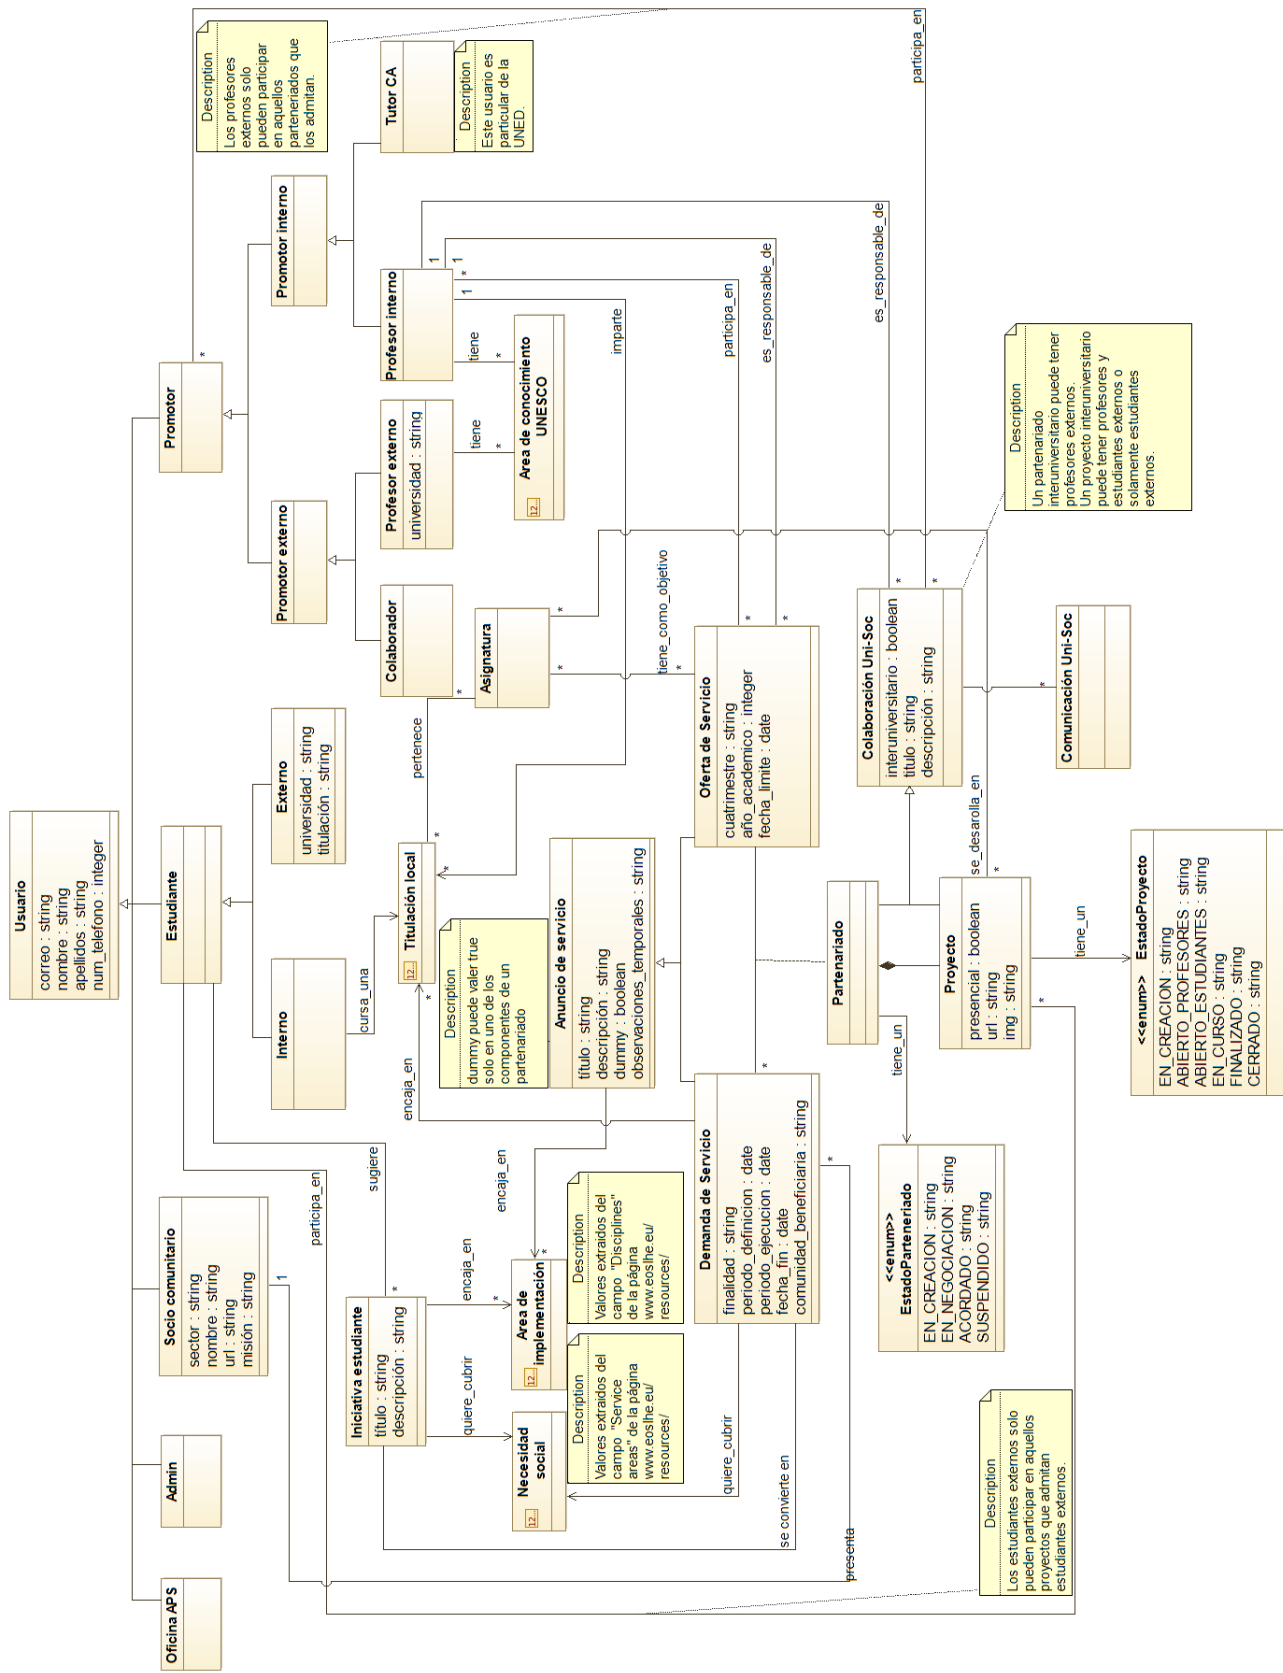 Usuario
correo : string
nombre : string
apellidos : string
num_telefono : integer
Oficina APS
Admin
Socio comunitario
sector : string
nombre : string
url : string
misión : string
Estudiante
Promotor
*
Description
Los profesores
externos solo
pueden participar
en aquellos
parteneriados que
los admitan.
Interno
Externo
universidad : string
titulación : string
Promotor externo
Promotor interno
1
participa_en
sugiere
cursa_una
Iniciativa estudiante
título : string
descripción : string
*
Titulación local
12...
*
*
*
pertenece
*
Colaborador
Profesor externo
universidad : string
Profesor interno
1
1
*
1
Tutor CA
Description
Este usuario es
particular de la
UNED.
Description
dummy puede valer true
solo en uno de los
componentes de un
partenariado
encaja_en
quiere_cubrir
encaja_en
*
Asignatura
*
*
tiene
*
tiene
*
Area de conocimiento
UNESCO
12...
Necesidad
social
12...
Area de
implementación
12...
*
encaja_en
Anuncio de servicio
título : string
descripción : string
dummy : boolean
observaciones_temporales : string
Description
Valores extraidos del
campo "Service
areas" de la página
www.eoslhe.eu/
resources/
Description
Valores extraidos del
campo "Disciplines"
de la página
www.eoslhe.eu/
resources/
imparte
tiene_como_objetivo
*
quiere_cubrir
se convierte en
Demanda de Servicio
finalidad : string
periodo_definicion : date
periodo_ejecucion : date
fecha_fin : date
comunidad_beneficiaria : string
*
*
Oferta de Servicio
cuatrimestre : string
año_academico : integer
fecha_limite : date
*
*
participa_en
es_responsable_de
presenta
Partenariado
tiene_un
Colaboración Uni-Soc
interuniversitario : boolean
titulo : string
descripción : string
*
*
es_responsable_de
participa_en
<<enum>>
EstadoParteneriado
EN_CREACION : string
EN_NEGOCIACION : string
ACORDADO : string
SUSPENDIDO : string
Proyecto
presencial : boolean
url : string
img : string
*
*
se_desarolla_en
Description
Los estudiantes externos solo
pueden participar en aquellos
proyectos que admitan
estudiantes externos.
tiene_un
*
Comunicación Uni-Soc
Description
Un partenariado
interuniversitario puede tener
profesores externos.
Un proyecto interuniversitario
puede tener profesores y
estudiantes externos o
solamente estudiantes
externos.
<<enum>> EstadoProyecto
EN_CREACION : string
ABIERTO_PROFESORES : string
ABIERTO_ESTUDIANTES : string
EN_CURSO : string
FINALIZADO : string
CERRADO : string